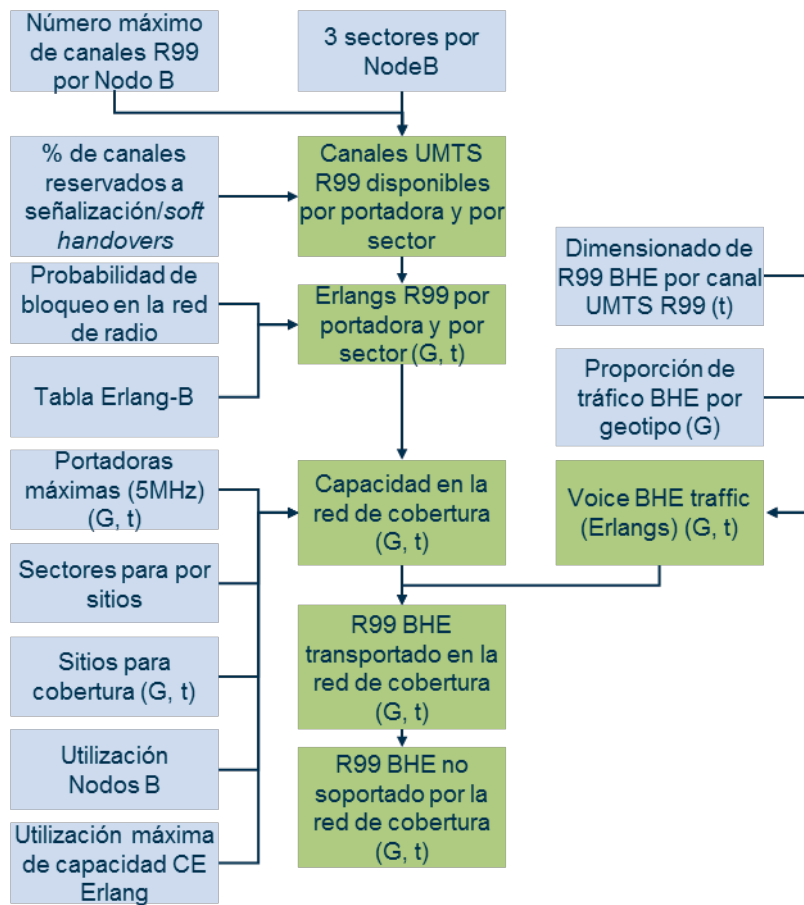 Número máximo
de canales R99
por Nodo B
3 sectores por
NodeB
% de canales
reservados a
señalización/soft
handovers
Canales UMTS
R99 disponibles
por portadora y por
sector
Probabilidad de
bloqueo en la red
de radio
Erlangs R99 por
portadora y por
sector (G, t)
Dimensionado de
R99 BHE por canal
UMTS R99 (t)
Tabla Erlang-B
Proporción de
tráfico BHE por
geotipo (G)
Portadoras
máximas (5MHz)
(G, t)
Capacidad en la
red de cobertura
(G, t)
Voice BHE traffic
(Erlangs) (G, t)
Sectores para por
sitios
R99 BHE
transportado en la
red de cobertura
(G, t)
Sitios para
cobertura (G, t)
Utilización
Nodos B
R99 BHE no
soportado por la
red de cobertura
(G, t)
Utilización máxima
de capacidad CE
Erlang